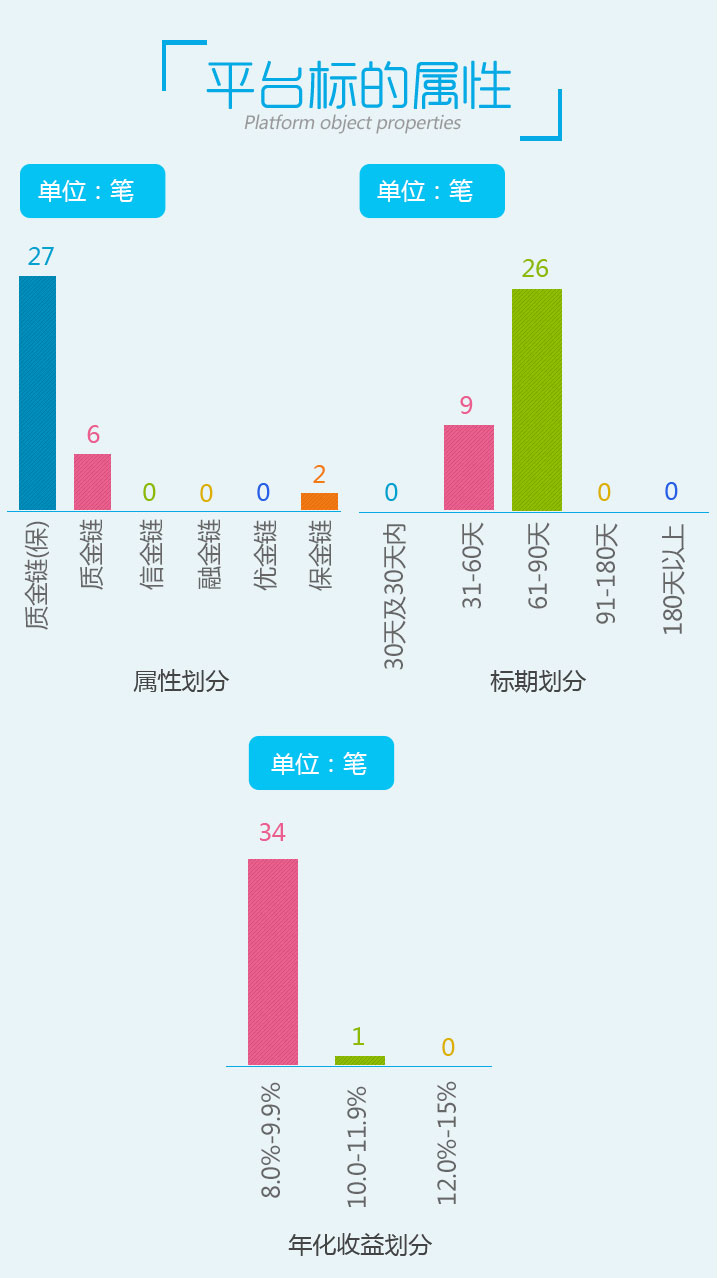 平台标的属性
Platform object properties
单位：笔
27
6
0
0
0
2
质金链(保)
质金链
信金链
融金链
优金链
保金链
属性划分
单位：笔
0
9
26
0
0
30天及30天内
31-60天
61-90天
91-180天
180天以上
标期划分
单位：笔
34
1
0
8.0%-9.9%
10.0-11.9%
12.0%-15%
年化收益划分